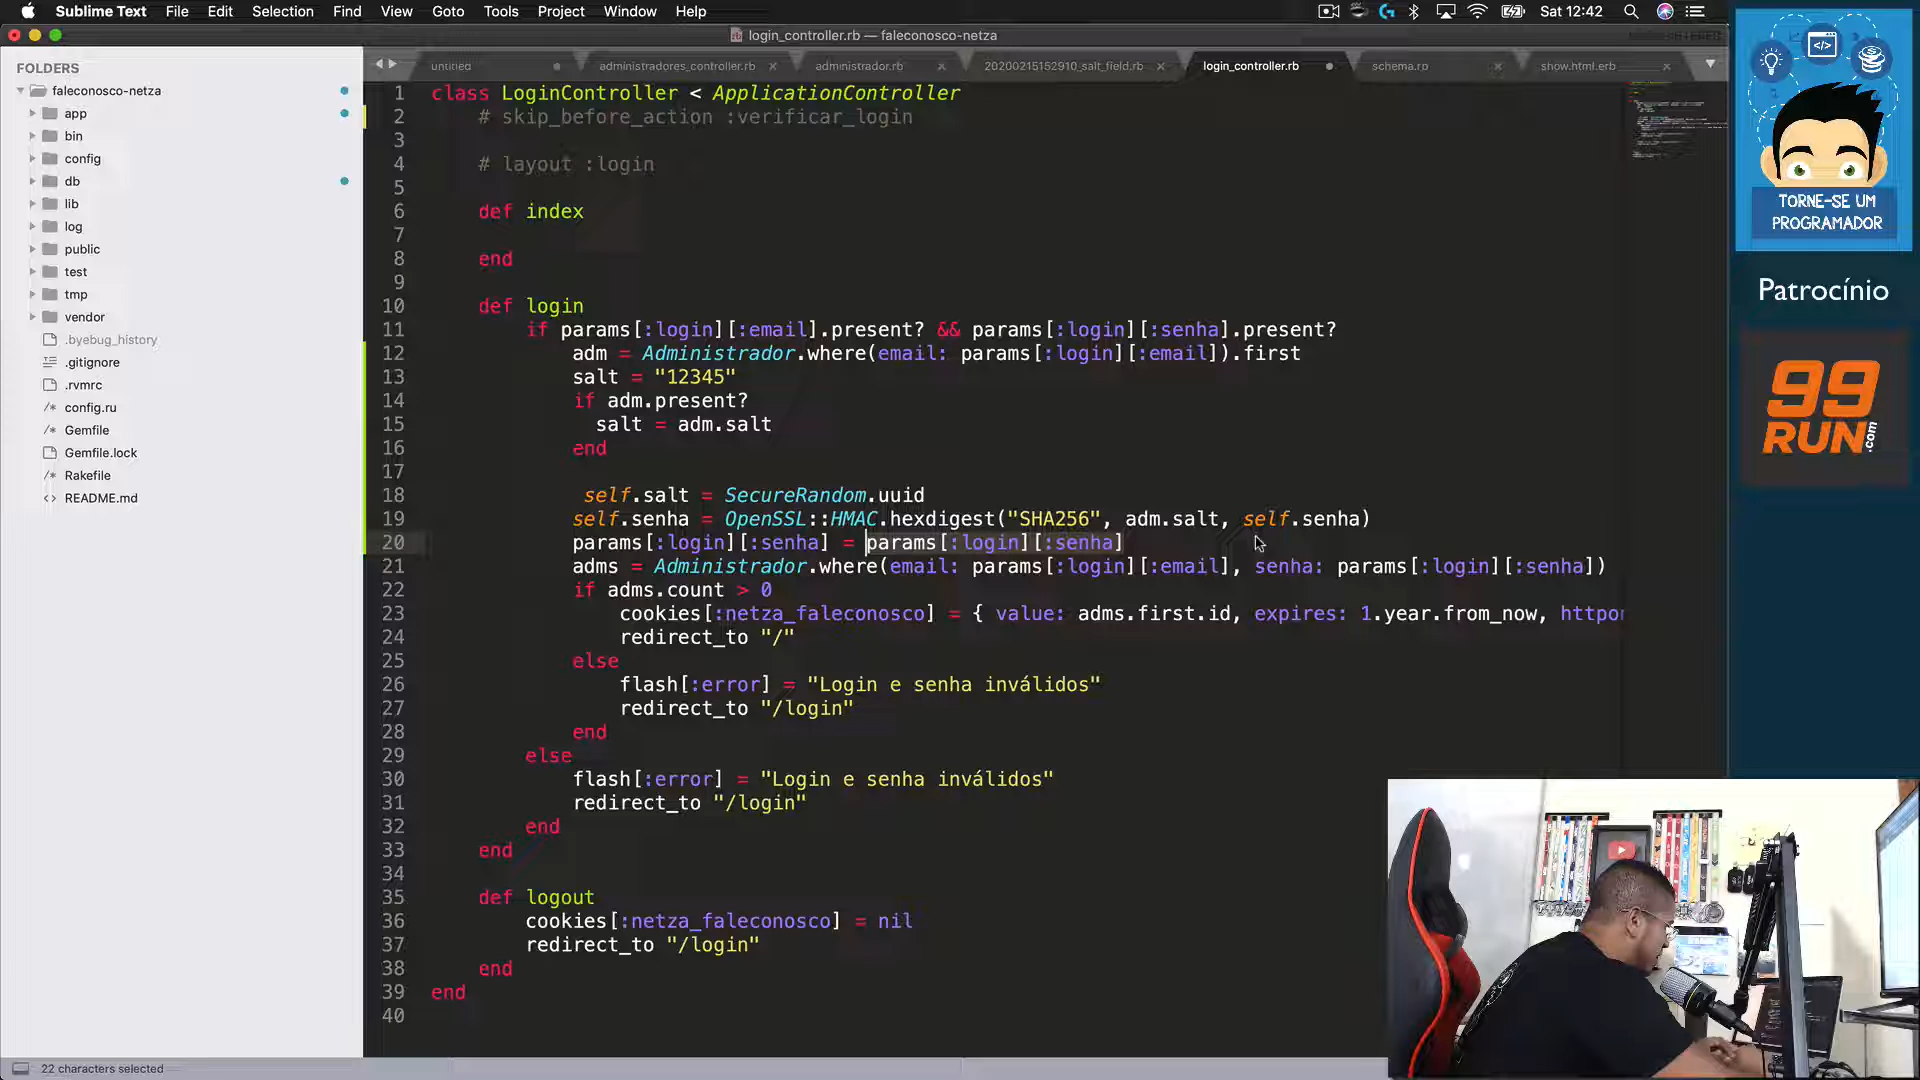 Sublime Text File Edit Selection Find View Goto Tools Project Window Help Sat 12:42
login_controller.rb — faleconosco-netza
untitled administradores_controller.rb administrador.rb 20200215152910_salt_field.rb login_controller.rb schema.rp show.html.erb
FOLDERS
faleconosco-netza
app
bin
config
db
lib
log
public
test
tmp
vendor
.byebug_history
.gitignore
.rvmrc
config.ru
Gemfile
Gemfile.lock
Rakefile
README.md
1 class LoginController < ApplicationController
2 # skip_before_action :verificar_login
3
4 # layout :login
5
6 def index
7
8 end
9
10 def login
11 if params[:login][:email].present? && params[:login][:senha].present?
12 adm = Administrador.where(email: params[:login][:email]).first
13 salt = "12345"
14 if adm.present?
15 salt = adm.salt
16 end
17
18 self.salt = SecureRandom.uuid
19 self.senha = OpenSSL::HMAC.hexdigest("SHA256", adm.salt, self.senha)
20 params[:login][:senha] = params[:login][:senha]
21 adms = Administrador.where(email: params[:login][:email], senha: params[:login][:senha])
22 if adms.count > 0
23 cookies[:netza_faleconosco] = { value: adms.first.id, expires: 1.year.from_now, httpon
24 redirect_to "/"
25 else
26 flash[:error] = "Login e senha inválidos"
27 redirect_to "/login"
28 end
29 else
30 flash[:error] = "Login e senha inválidos"
31 redirect_to "/login"
32 end
33 end
34
35 def logout
36 cookies[:netza_faleconosco] = nil
37 redirect_to "/login"
38 end
39 end
40
22 characters selected
</> 
TORNE-SE UM
PROGRAMADOR
Patrocínio
99
RUN.com